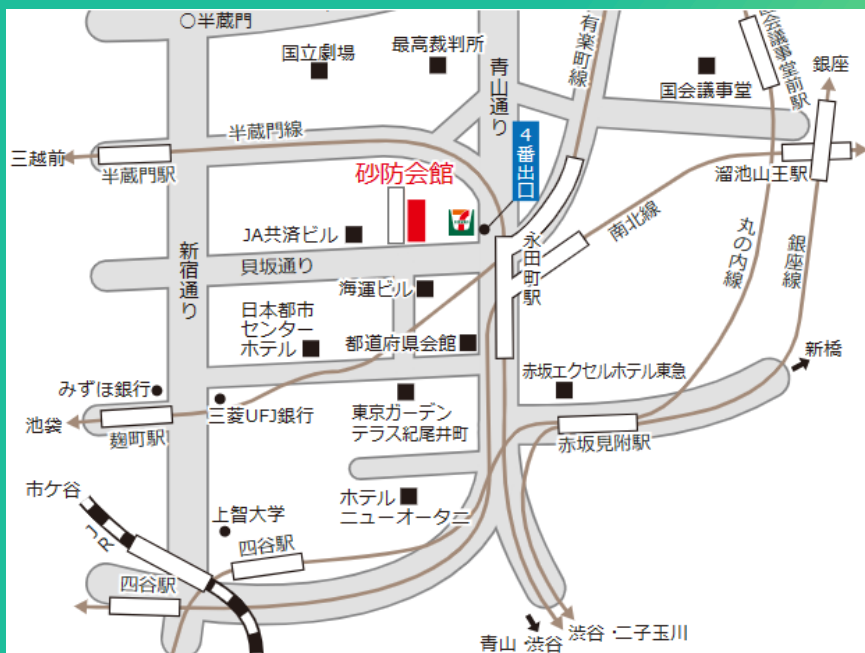 ○半蔵門
国立劇場
最高裁判所
青山通り
有楽町線
国会議事堂
国会議事堂前駅
銀座
三越前
半蔵門線
半蔵門駅
4番出口
砂防会館
溜池山王駅
JA共済ビル
永田町駅
南北線
丸の内線
銀座線
新宿通り
貝坂通り
海運ビル
日本都市
センター
ホテル
都道府県会館
新橋
赤坂エクセルホテル東急
みずほ銀行
池袋
麹町駅
三菱UFJ銀行
東京ガーデン
テラス紀尾井町
赤坂見附駅
市ケ谷
JR
上智大学
ホテル
ニューオータニ
四谷駅
四谷駅
青山・渋谷
渋谷・二子玉川